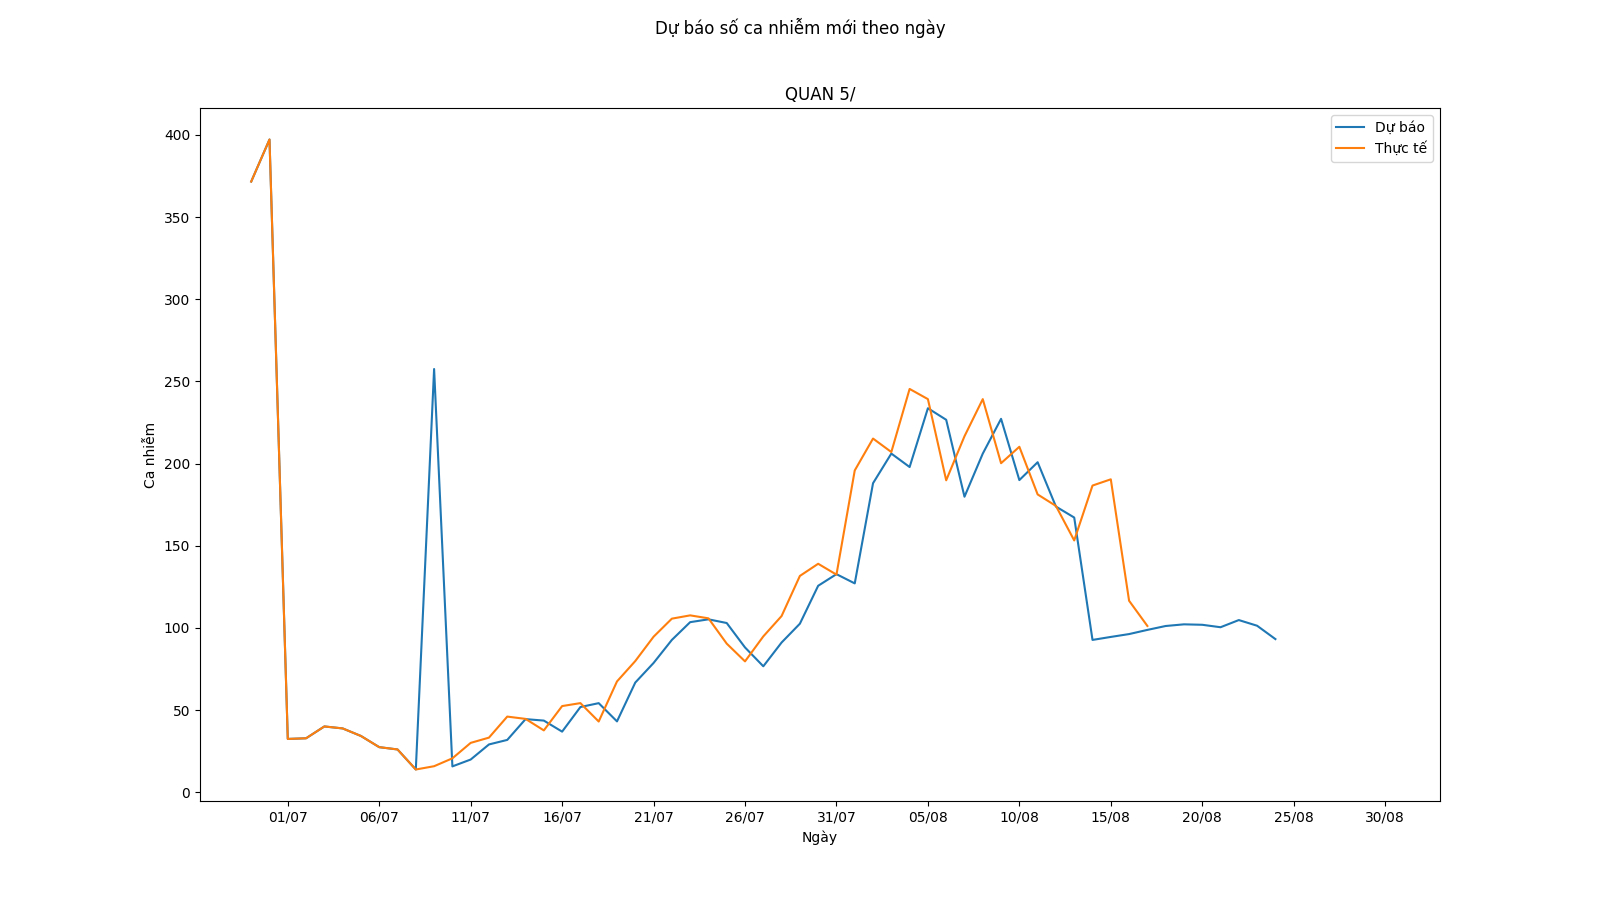 Dự báo số ca nhiễm mới theo ngày
QUAN 5/
Dự báo
Thực tế
400
350
300
250
200
150
100
50
0
Ca nhiễm
01/07 06/07 11/07 16/07 21/07 26/07 31/07 05/08 10/08 15/08 20/08 25/08 30/08
Ngày